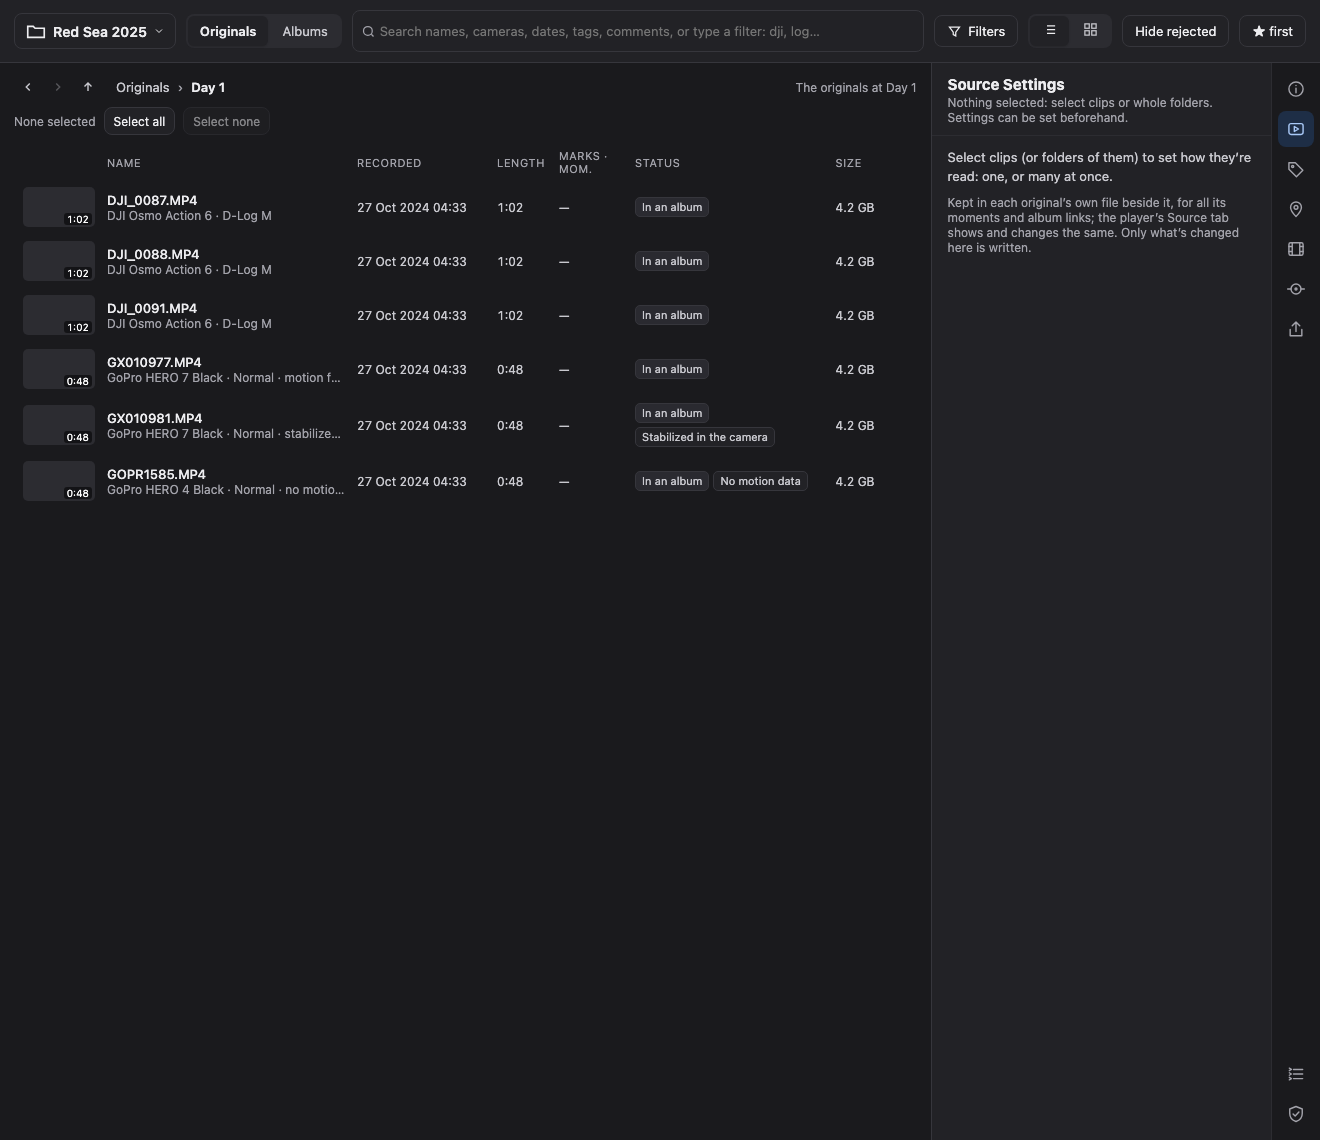 Red Sea 2025
Originals
Albums
Search names, cameras, dates, tags, comments, or type a filter: dji, log...
Filters
Hide rejected
★ first
Originals › Day 1
The originals at Day 1
None selected
Select all
Select none
NAME
RECORDED
LENGTH
MARKS ·
MOM.
STATUS
SIZE
1:02
DJI_0087.MP4
DJI Osmo Action 6 · D-Log M
27 Oct 2024 04:33
1:02
—
In an album
4.2 GB
1:02
DJI_0088.MP4
DJI Osmo Action 6 · D-Log M
27 Oct 2024 04:33
1:02
—
In an album
4.2 GB
1:02
DJI_0091.MP4
DJI Osmo Action 6 · D-Log M
27 Oct 2024 04:33
1:02
—
In an album
4.2 GB
0:48
GX010977.MP4
GoPro HERO 7 Black · Normal · motion f...
27 Oct 2024 04:33
0:48
—
In an album
4.2 GB
0:48
GX010981.MP4
GoPro HERO 7 Black · Normal · stabilize...
27 Oct 2024 04:33
0:48
—
In an album
Stabilized in the camera
4.2 GB
0:48
GOPR1585.MP4
GoPro HERO 4 Black · Normal · no motio...
27 Oct 2024 04:33
0:48
—
In an album
No motion data
4.2 GB
Source Settings
Nothing selected: select clips or whole folders.
Settings can be set beforehand.
Select clips (or folders of them) to set how they’re
read: one, or many at once.
Kept in each original’s own file beside it, for all its
moments and album links; the player’s Source tab
shows and changes the same. Only what’s changed
here is written.